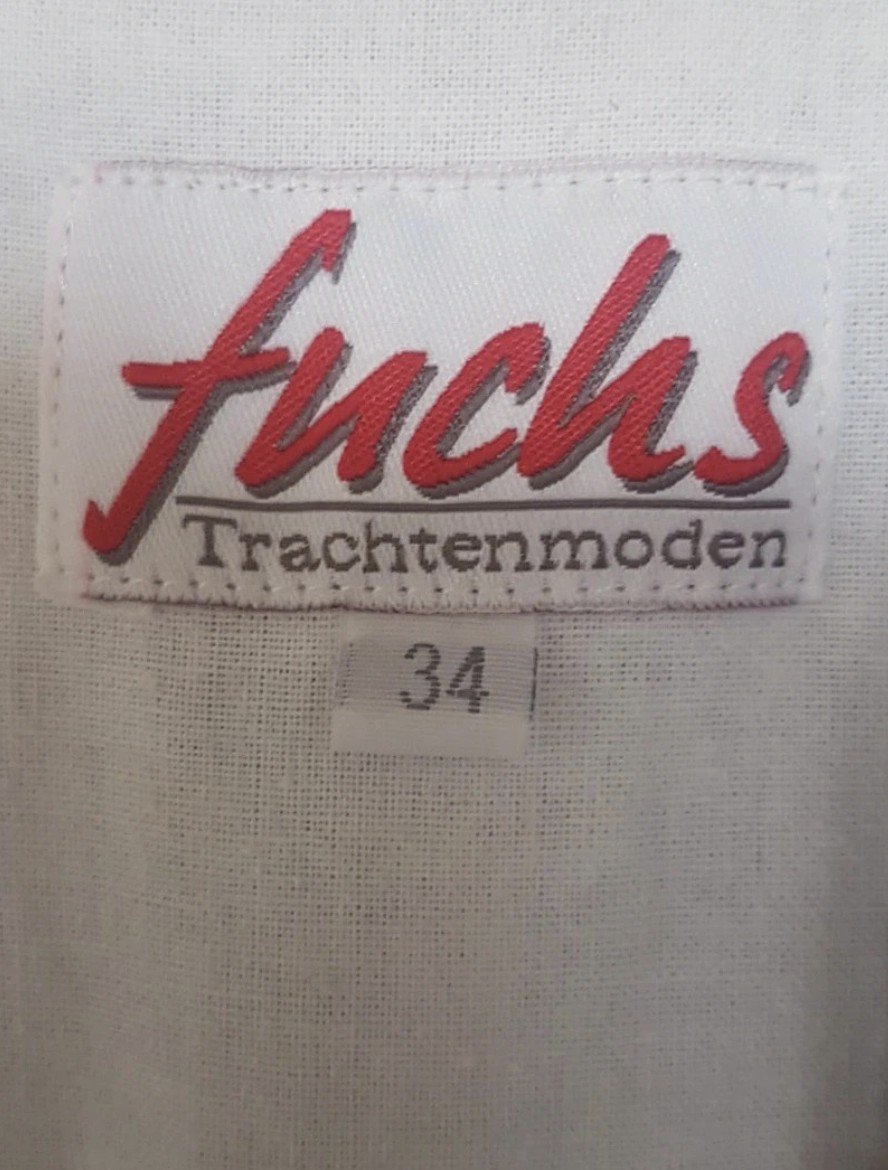 fuchs
Trachtenmoden
34